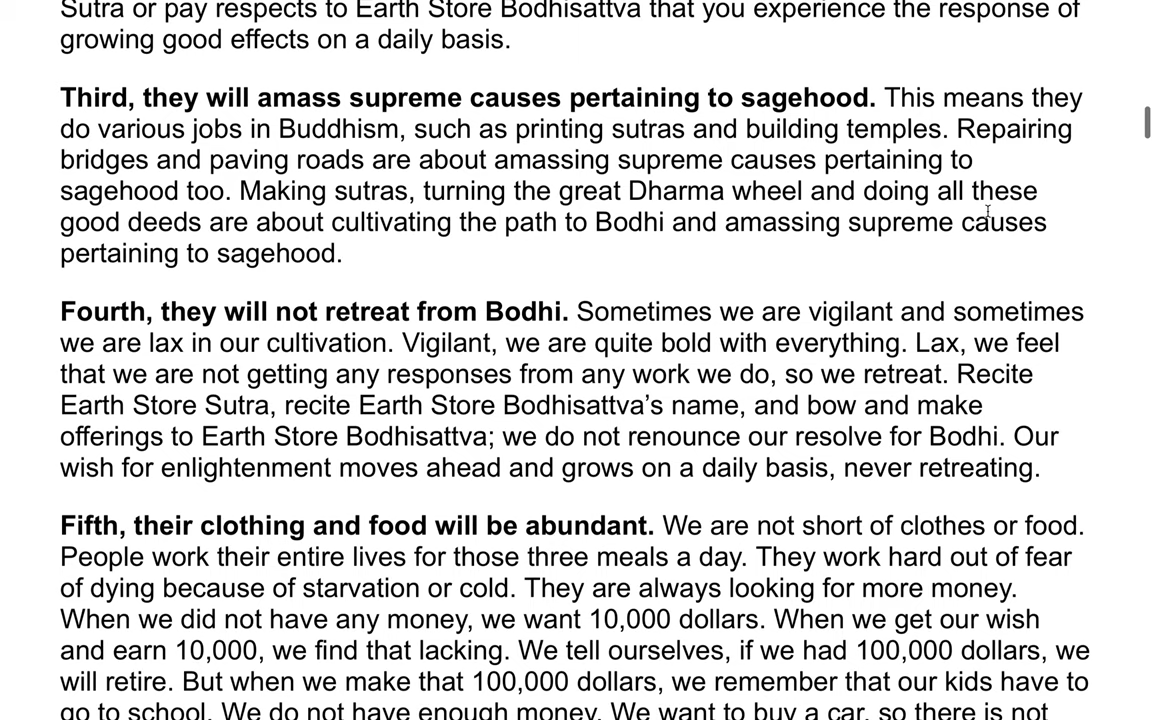 Sutra or pay respects to Earth Store Bodhisattva that you experience the response of
growing good effects on a daily basis.
Third, they will amass supreme causes pertaining to sagehood. This means they
do various jobs in Buddhism, such as printing sutras and building temples. Repairing
bridges and paving roads are about amassing supreme causes pertaining to
sagehood too. Making sutras, turning the great Dharma wheel and doing all these
good deeds are about cultivating the path to Bodhi and amassing supreme causes
pertaining to sagehood.
Fourth, they will not retreat from Bodhi. Sometimes we are vigilant and sometimes
we are lax in our cultivation. Vigilant, we are quite bold with everything. Lax, we feel
that we are not getting any responses from any work we do, so we retreat. Recite
Earth Store Sutra, recite Earth Store Bodhisattva’s name, and bow and make
offerings to Earth Store Bodhisattva; we do not renounce our resolve for Bodhi. Our
wish for enlightenment moves ahead and grows on a daily basis, never retreating.
Fifth, their clothing and food will be abundant. We are not short of clothes or food.
People work their entire lives for those three meals a day. They work hard out of fear
of dying because of starvation or cold. They are always looking for more money.
When we did not have any money, we want 10,000 dollars. When we get our wish
and earn 10,000, we find that lacking. We tell ourselves, if we had 100,000 dollars, we
will retire. But when we make that 100,000 dollars, we remember that our kids have to
go to school. We do not have enough money. We want to buy a car, so there is not